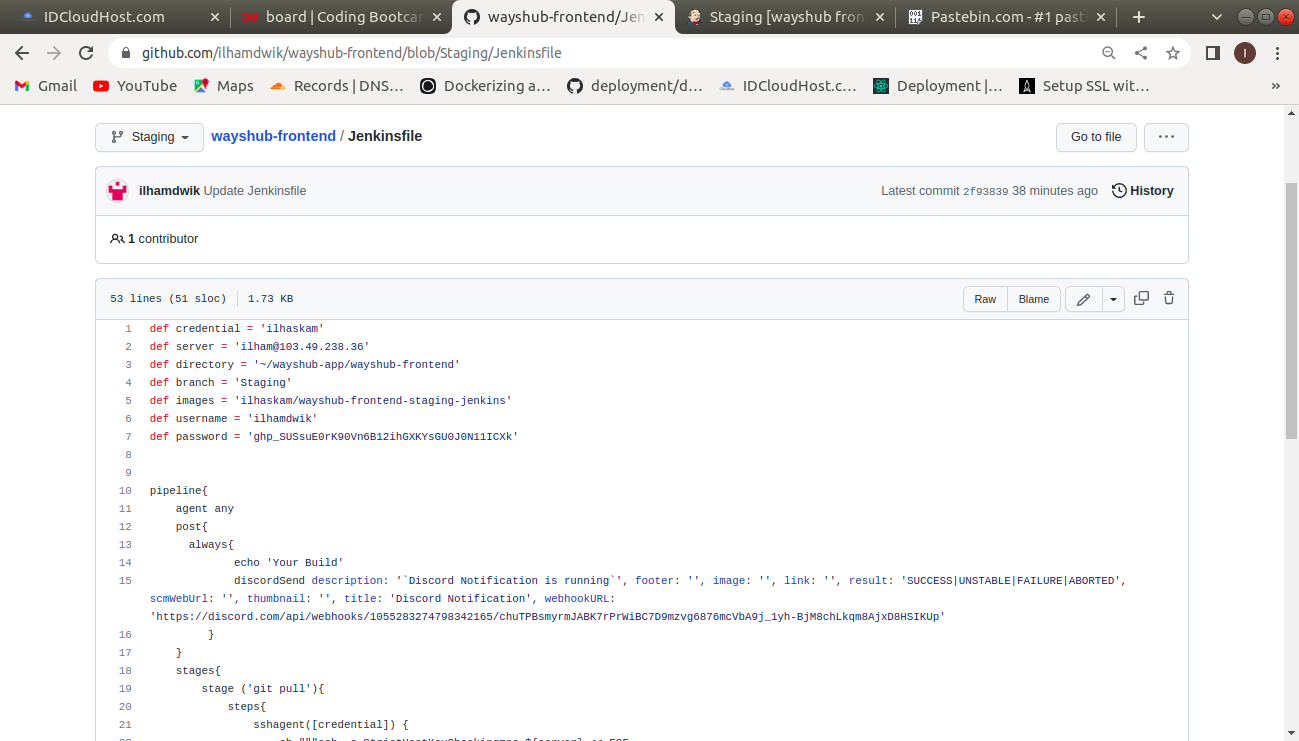 IDCloudHost.com
board | Coding Bootcar
wayshub-frontend/Jen
Staging [wayshub fron
Pastebin.com - #1 past
github.com/ilhamdwik/wayshub-frontend/blob/Staging/Jenkinsfile
I
Gmail
YouTube
Maps
Records | DNS…
Dockerizing a…
deployment/d…
IDCloudHost.c…
Deployment |…
Setup SSL wit…
»
Staging
wayshub-frontend / Jenkinsfile
Go to file
ilhamdwik Update Jenkinsfile
Latest commit 2f93839 38 minutes ago
History
1 contributor
53 lines (51 sloc)
1.73 KB
Raw
Blame
1 def credential = 'ilhaskam'
2 def server = 'ilham@103.49.238.36'
3 def directory = '~/wayshub-app/wayshub-frontend'
4 def branch = 'Staging'
5 def images = 'ilhaskam/wayshub-frontend-staging-jenkins'
6 def username = 'ilhamdwik'
7 def password = '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'
8
9
10 pipeline{
11 agent any
12 post{
13 always{
14 echo 'Your Build'
15 discordSend description: '`Discord Notification is running`', footer: '', image: '', link: '', result: 'SUCCESS|UNSTABLE|FAILURE|ABORTED',
scmWebUrl: '', thumbnail: '', title: 'Discord Notification', webhookURL:
'https://discord.com/api/webhooks/1055283274798342165/chuTPBsmyrmJABK7rPrWiBC7D9mzvg6876mcVbA9j_1yh-BjM8chLkqm8AjxD8HSIKUp'
16 }
17 }
18 stages{
19 stage ('git pull'){
20 steps{
21 sshagent([credential]) {